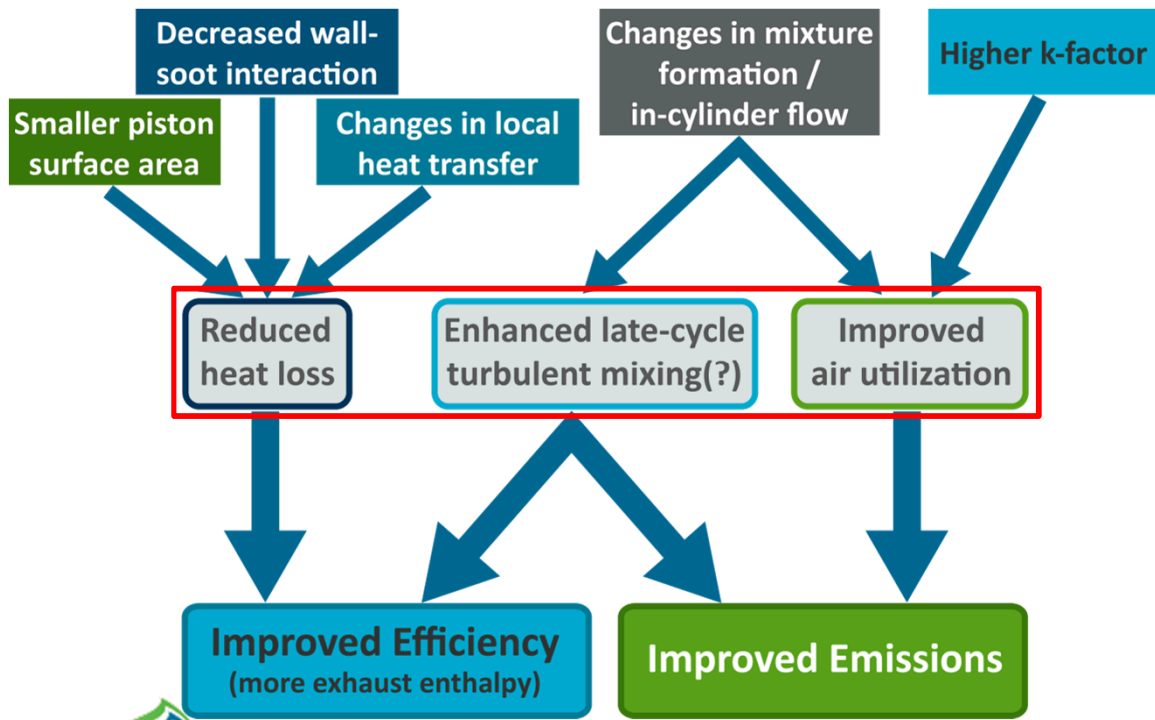 Decreased wall-
soot interaction
Changes in mixture
formation /
in-cylinder flow
Higher k-factor
Smaller piston
surface area
Changes in local
heat transfer
Reduced
heat loss
Enhanced late-cycle
turbulent mixing(?)
Improved
air utilization
Improved Efficiency
(more exhaust enthalpy)
Improved Emissions